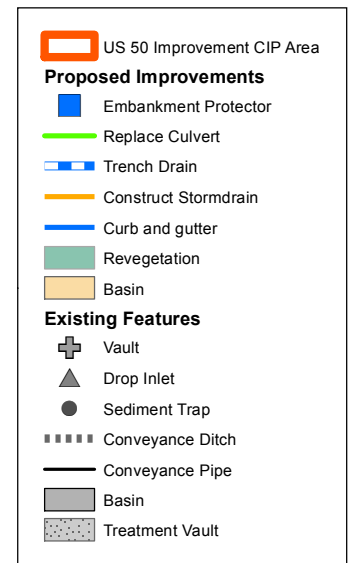 US 50 Improvement CIP Area
Proposed Improvements
Embankment Protector
Replace Culvert
Trench Drain
Construct Stormdrain
Curb and gutter
Revegetation
Basin
Existing Features
Vault
Drop Inlet
Sediment Trap
Conveyance Ditch
Conveyance Pipe
Basin
Treatment Vault